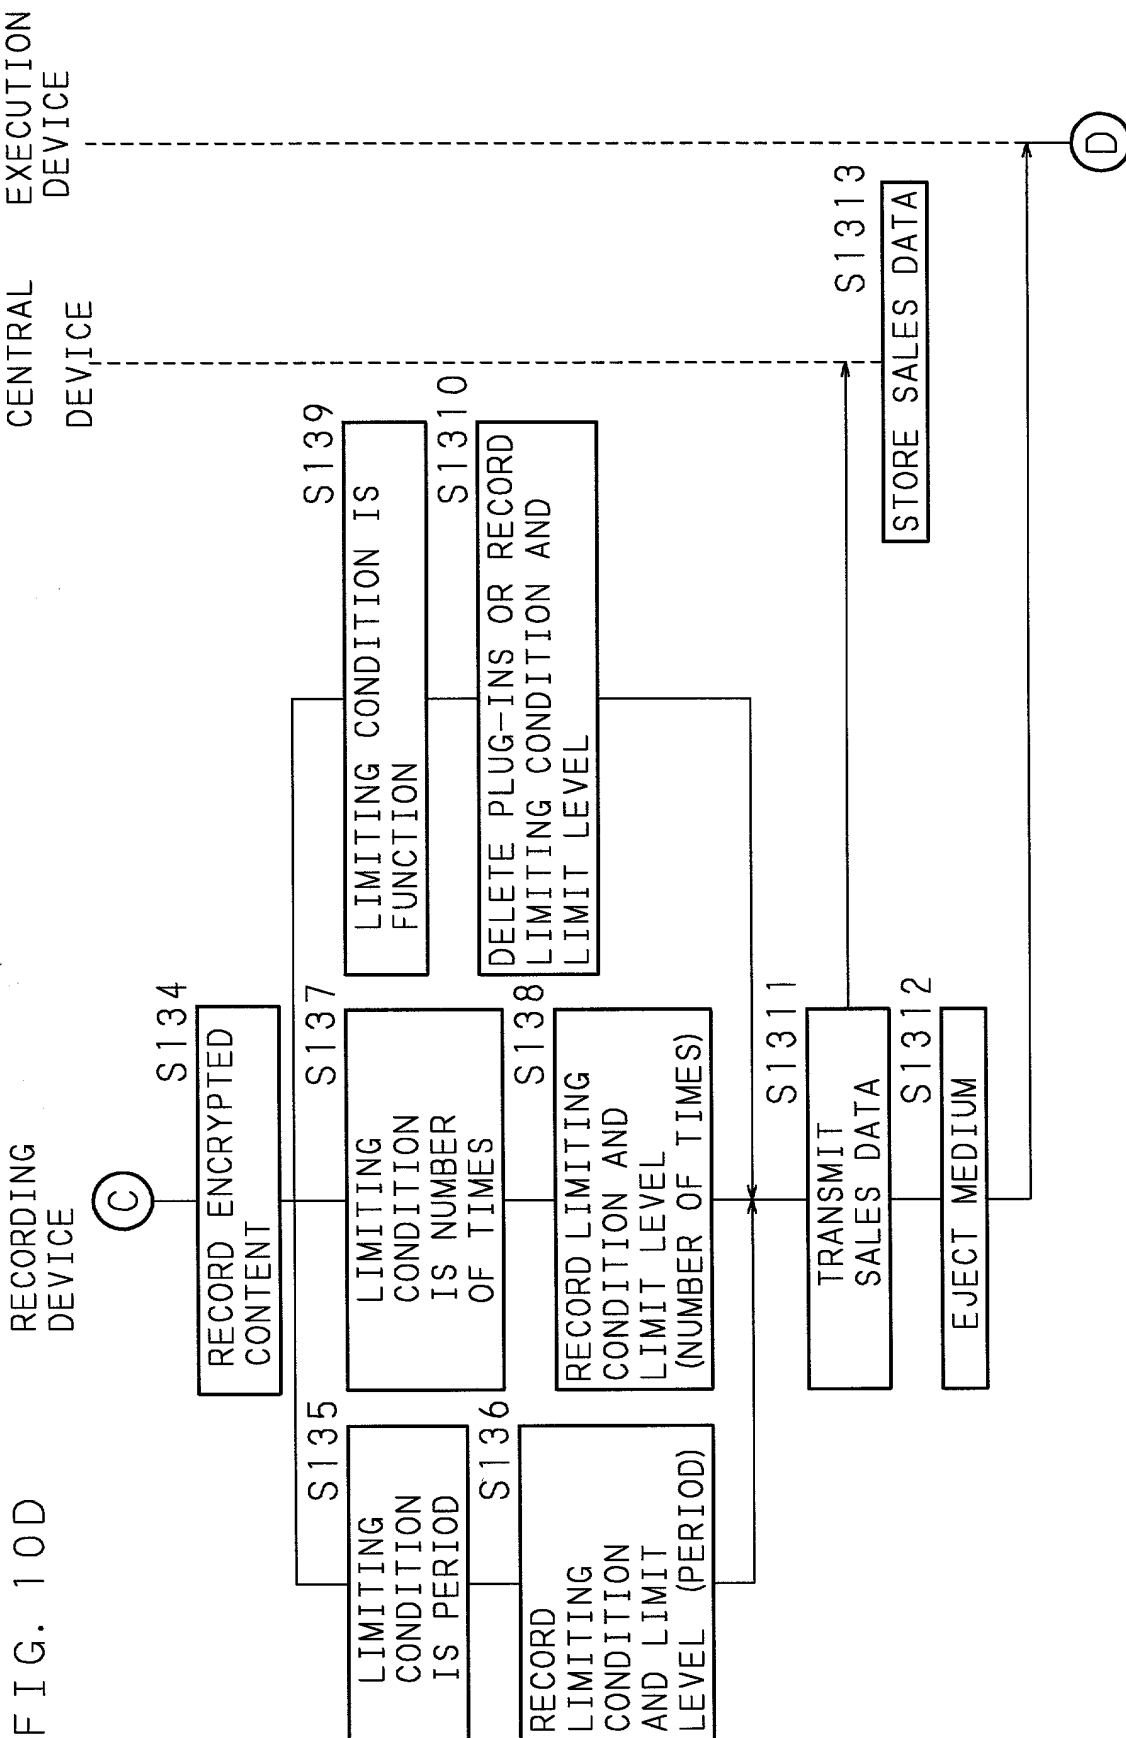 FIG. 10D
RECORDING
DEVICE
CENTRAL
DEVICE
EXECUTION
DEVICE
C
S134
RECORD ENCRYPTED
CONTENT
S135
LIMITING
CONDITION
IS PERIOD
S136
RECORD
LIMITING
CONDITION
AND LIMIT
LEVEL (PERIOD)
S137
LIMITING
CONDITION
IS NUMBER
OF TIMES
S138
RECORD LIMITING
CONDITION AND
LIMIT LEVEL
(NUMBER OF TIMES)
S139
LIMITING CONDITION IS
FUNCTION
S1310
DELETE PLUG-INS OR RECORD
LIMITING CONDITION AND
LIMIT LEVEL
S1311
TRANSMIT
SALES DATA
S1312
EJECT MEDIUM
S1313
STORE SALES DATA
D